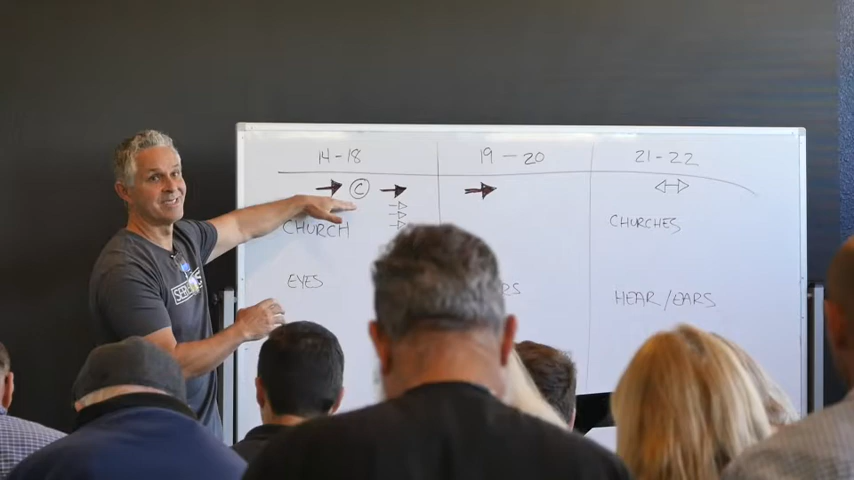 14-18 19-20 21-22
C
CHURCH CHURCHES
EYES HEAR/EARS